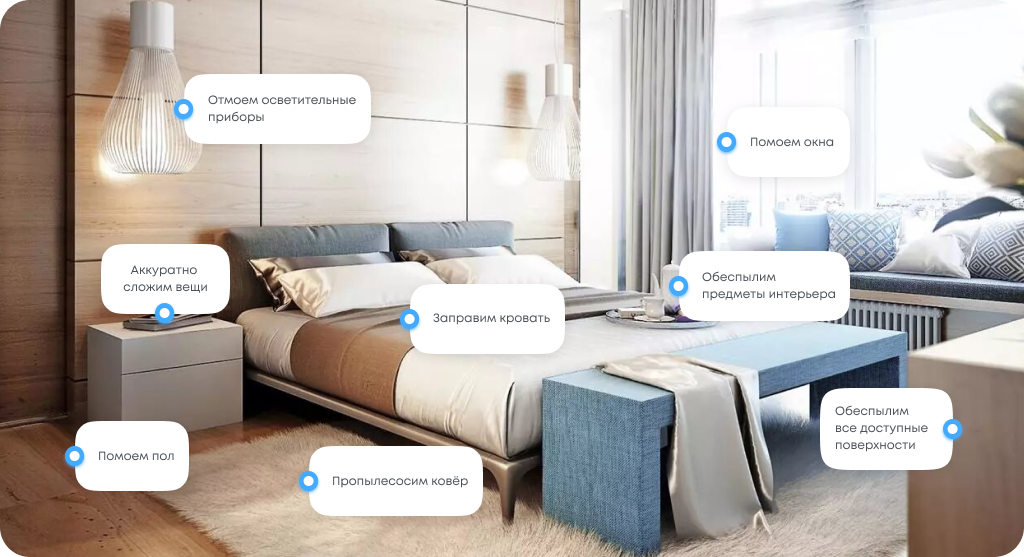 Отмоем осветительные
приборы
Помоем окна
Аккуратно
сложим вещи
Обеспылим
предметы интерьера
Заправим кровать
Обеспылим
все доступные
поверхности
Помоем пол
Пропылесосим ковёр